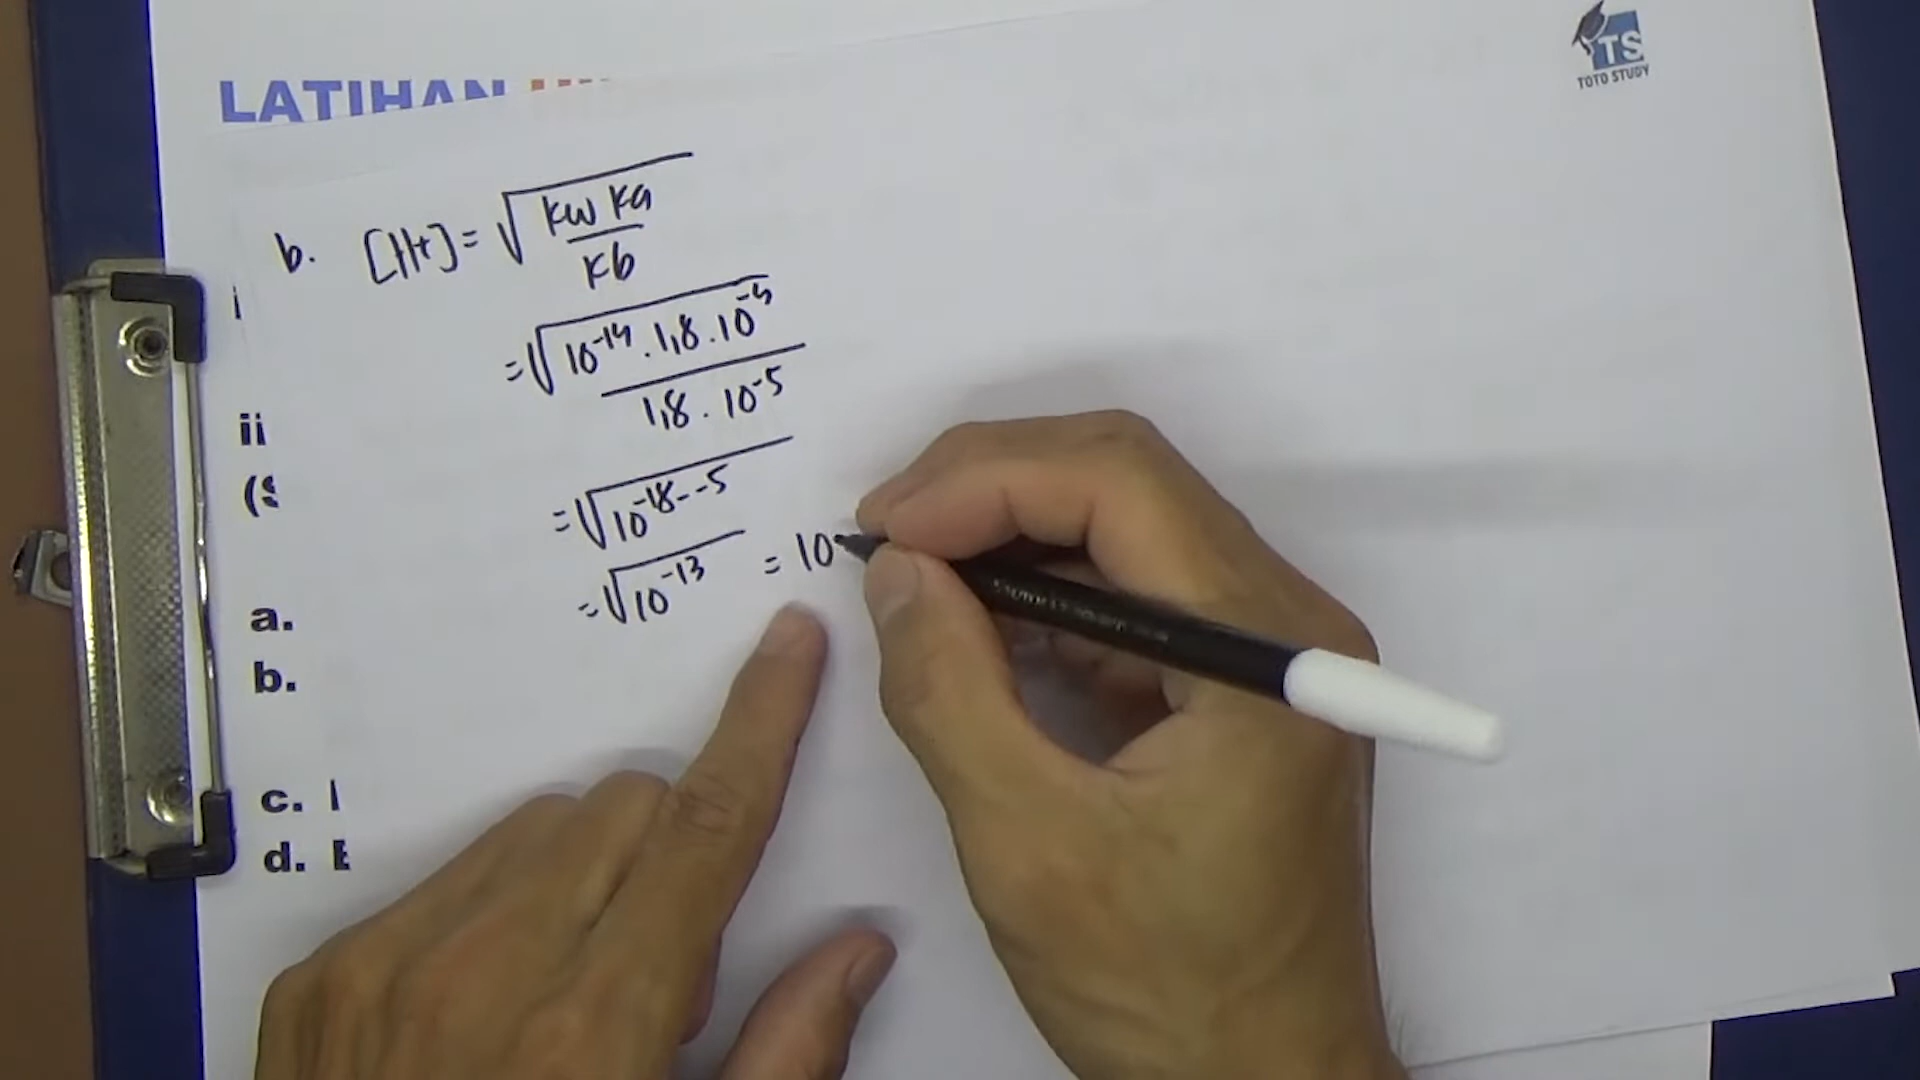 TS
TOTO STUDY
LATIHAN
b. [H+] = √(Kw Ka / Kb)
= √(10⁻¹⁴ . 1,8 . 10⁻⁴ / 1,8 . 10⁻⁵)
= √10⁻¹⁸⁻⁻⁵
= √10⁻¹³ = 10
i
ii
(S
a.
b.
c. I
d. E